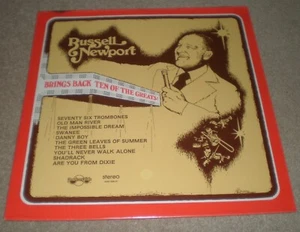 Russell
Newport
BRINGS BACK TEN OF THE GREATS!
SEVENTY SIX TROMBONES
OLD MAN RIVER
THE IMPOSSIBLE DREAM
SWANEE
DANNY BOY
THE GREEN LEAVES OF SUMMER
THE THREE BELLS
YOU'LL NEVER WALK ALONE
SHADRACK
ARE YOU FROM DIXIE
stereo